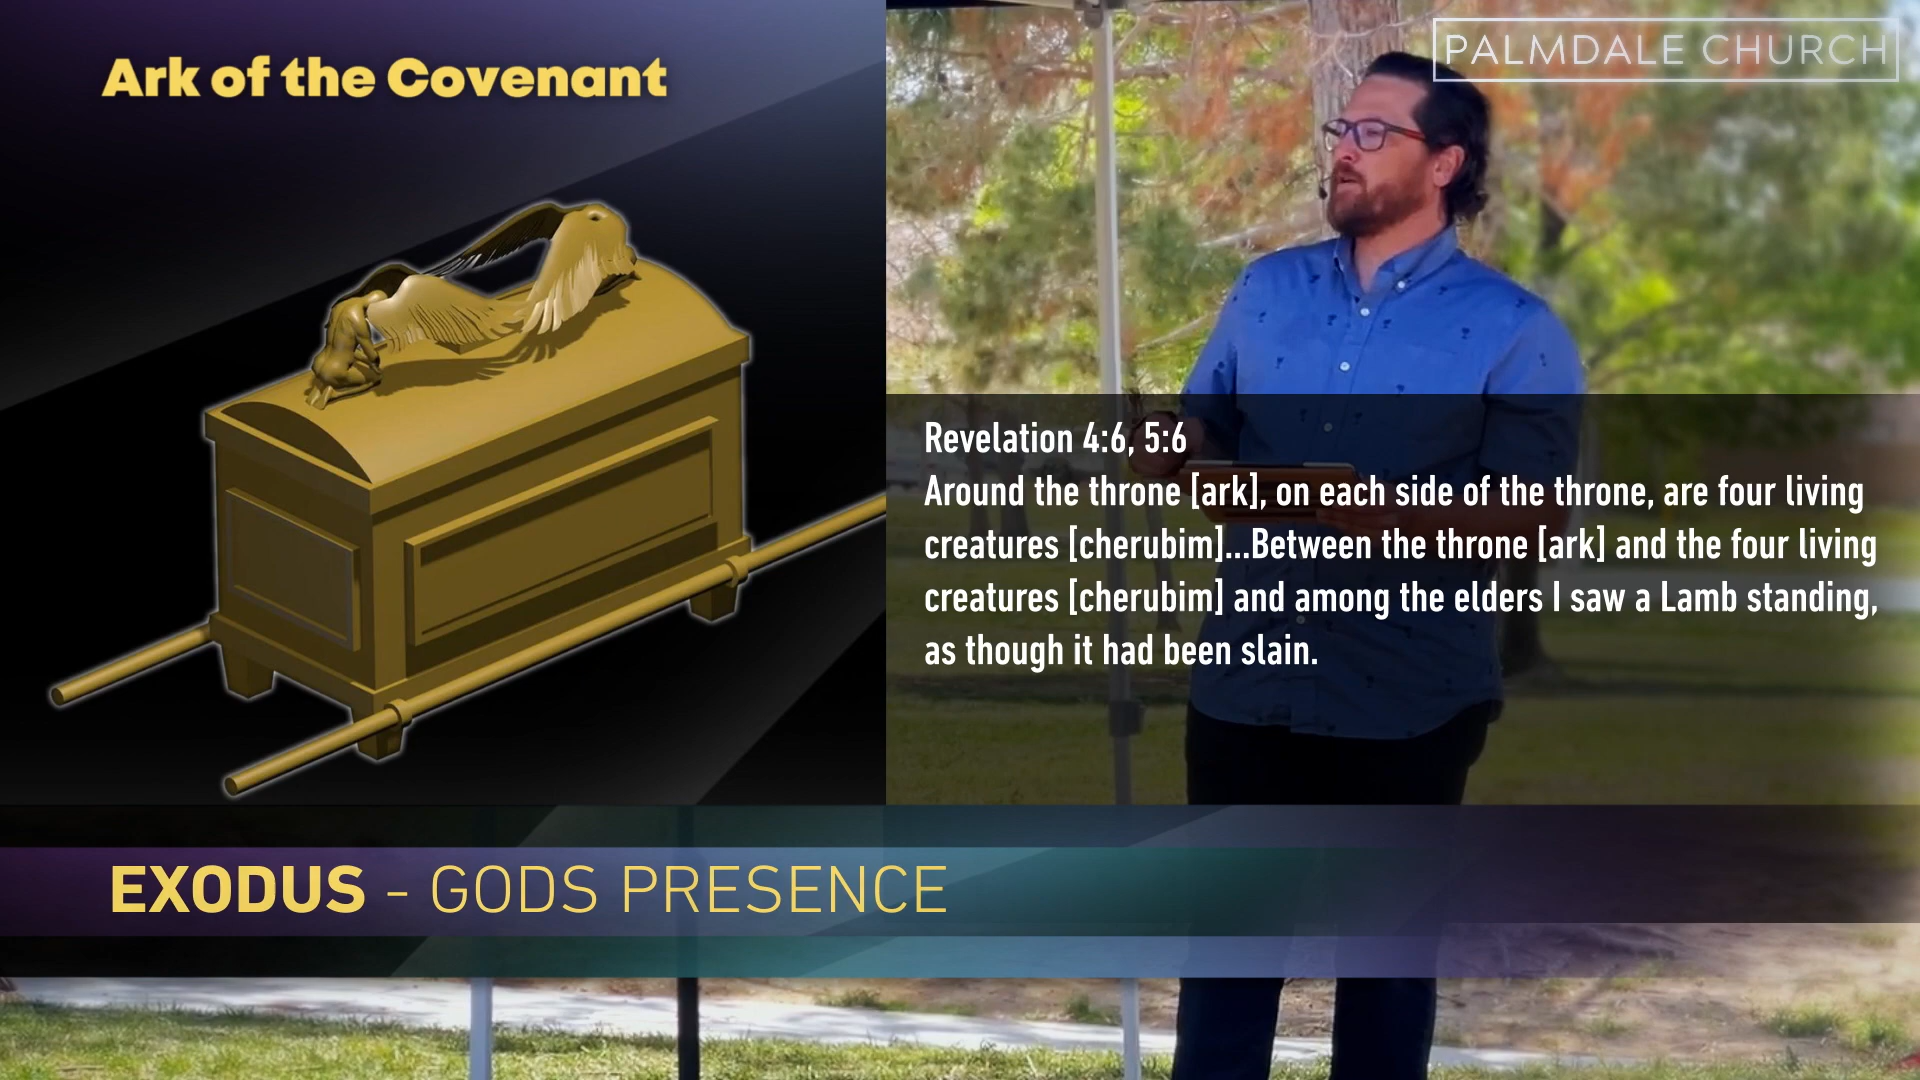 Ark of the Covenant
PALMDALE CHURCH
Revelation 4:6, 5:6
Around the throne [ark], on each side of the throne, are four living
creatures [cherubim]...Between the throne [ark] and the four living
creatures [cherubim] and among the elders I saw a Lamb standing,
as though it had been slain.
EXODUS - GODS PRESENCE